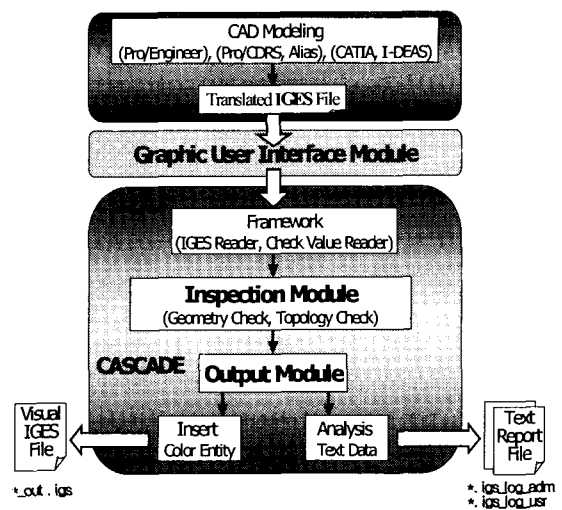 CAD Modeling
(Pro/Engineer), (Pro/CDRS, Alias), (CATIA, I-DEAS)
Translated IGES File
Graphic User Interface Module
Framework
(IGES Reader, Check Value Reader)
Inspection Module
(Geometry Check, Topology Check)
CASCADE
Output Module
Visual
IGES
File
Insert
Color Entity
Analysis
Text Data
Text
Report
File
*_out.igs
*.igs_log_adm
*.igs_log_usr